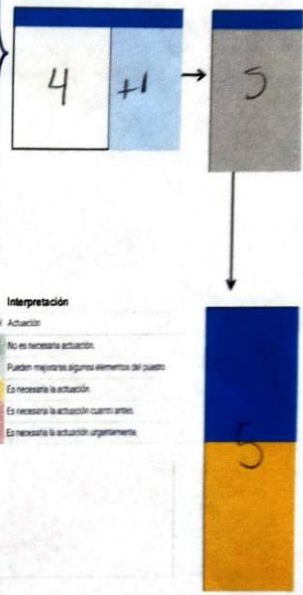 4 +1 → 5
Interpretación
Actuación
No es necesaria actuación.
Pueden mejorarse algunos elementos del puesto
Es necesaria la actuación.
Es necesaria la actuación cuanto antes.
Es necesaria la actuación urgentemente.
5